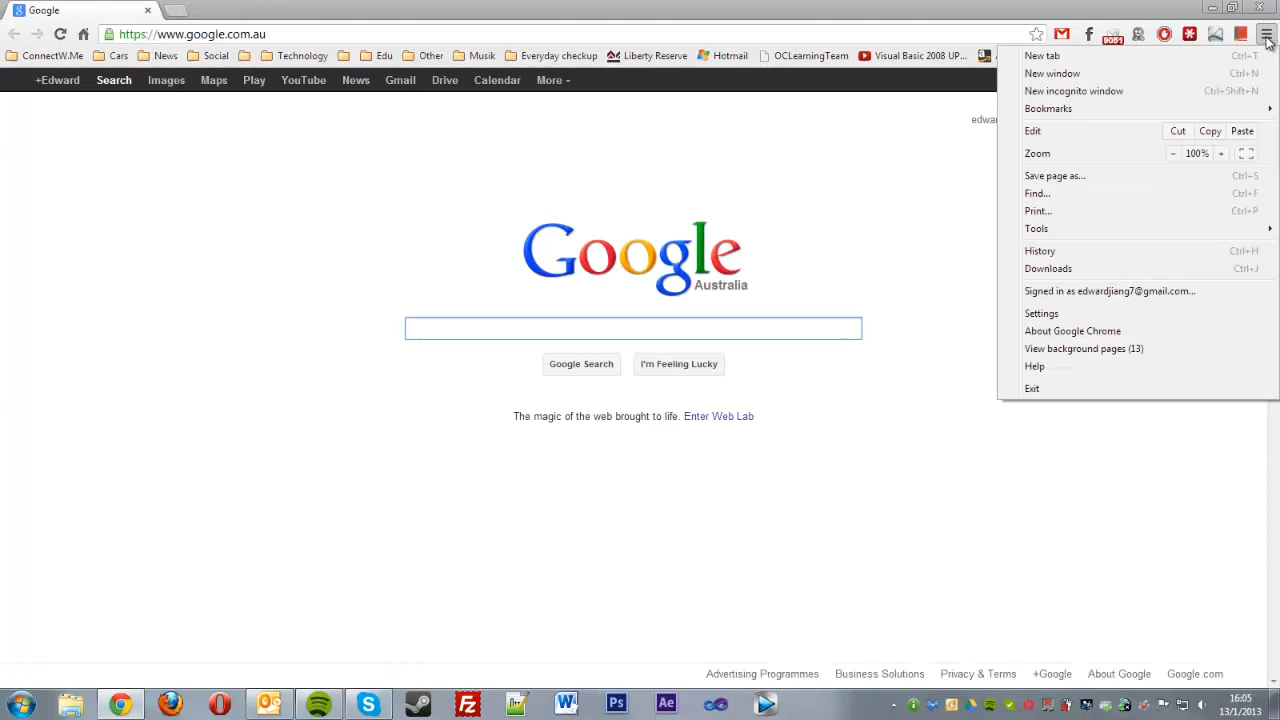 Google
https://www.google.com.au
9051
ConnectW.Me Cars News Social Technology Edu Other Musik Everyday checkup Liberty Reserve Hotmail OCLearningTeam Visual Basic 2008 UP...
+Edward Search Images Maps Play YouTube News Gmail Drive Calendar More
edwar
New tab Ctrl+T
New window Ctrl+N
New incognito window Ctrl+Shift+N
Bookmarks
Edit Cut Copy Paste
Zoom − 100% +
Save page as... Ctrl+S
Find... Ctrl+F
Print... Ctrl+P
Tools
History Ctrl+H
Downloads Ctrl+J
Signed in as edwardjiang7@gmail.com...
Settings
About Google Chrome
View background pages (13)
Help
Exit
Google
Australia
Google Search I'm Feeling Lucky
The magic of the web brought to life. Enter Web Lab
Advertising Programmes Business Solutions Privacy & Terms +Google About Google Google.com
Fz W Ps Ae
16:05
13/1/2013